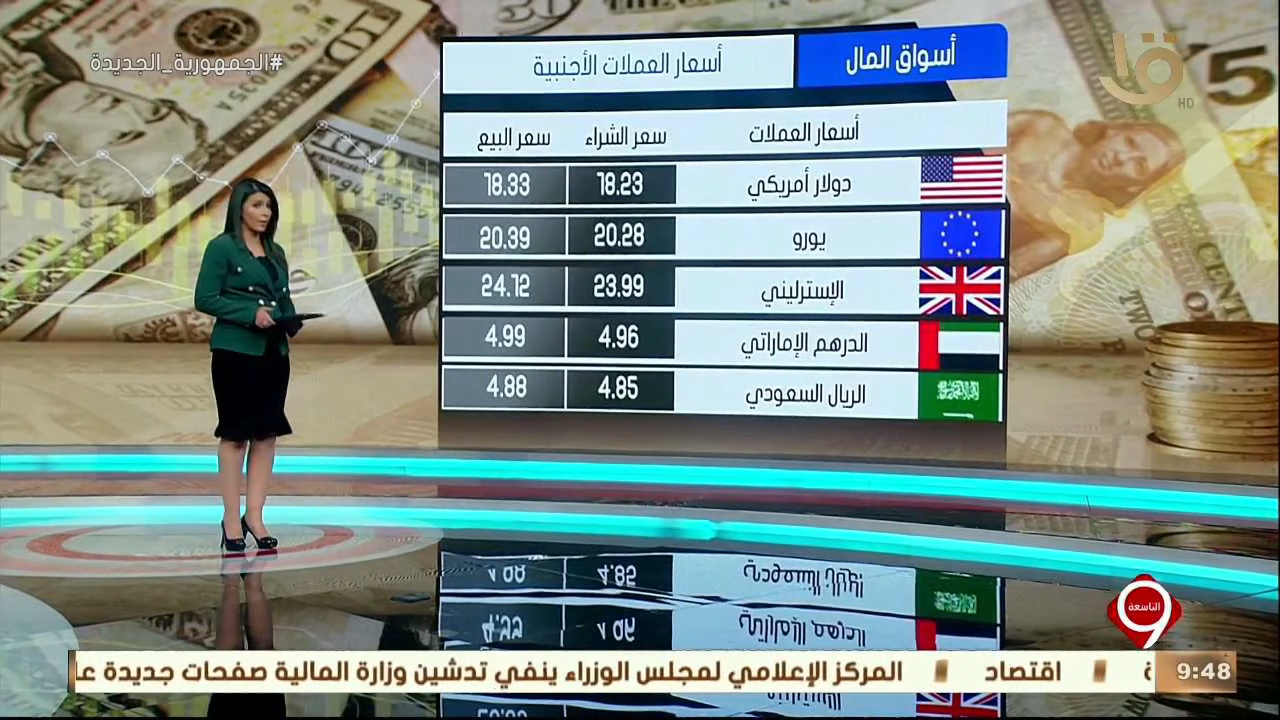 #الجمهورية_الجديدة
أسواق المال
أسعار العملات الأجنبية
HD
أسعار العملات سعر الشراء سعر البيع
دولار أمريكي 18.23 18.33
يورو 20.28 20.39
الإسترليني 23.99 24.12
الدرهم الإماراتي 4.96 4.99
الريال السعودي 4.85 4.88
التاسعة
9
اقتصاد المركز الإعلامي لمجلس الوزراء ينفي تدشين وزارة المالية صفحات جديدة
9:48